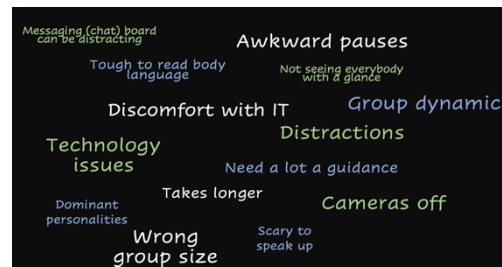 Messaging (chat) board
can be distracting
Awkward pauses
Tough to read body
language
Not seeing everybody
with a glance
Discomfort with IT
Group dynamic
Distractions
Technology
issues
Need a lot a guidance
Takes longer
Cameras off
Dominant
personalities
Wrong
group size
Scary to
speak up